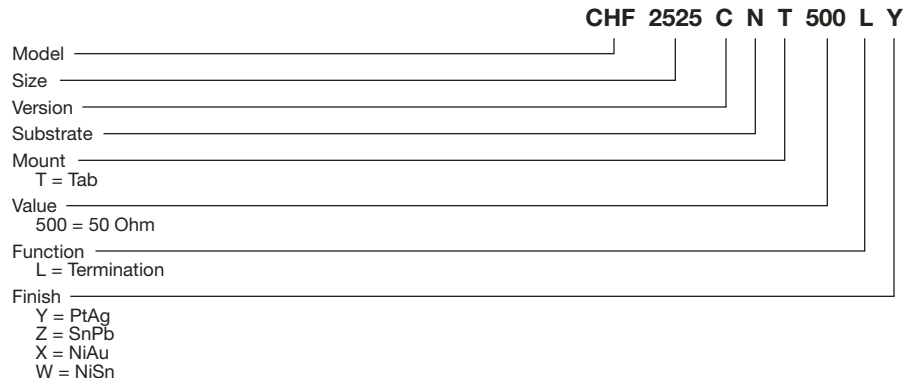 CHF 2525 C N T 500 L Y
Model
Size
Version
Substrate
Mount
T = Tab
Value
500 = 50 Ohm
Function
L = Termination
Finish
Y = PtAg
Z = SnPb
X = NiAu
W = NiSn